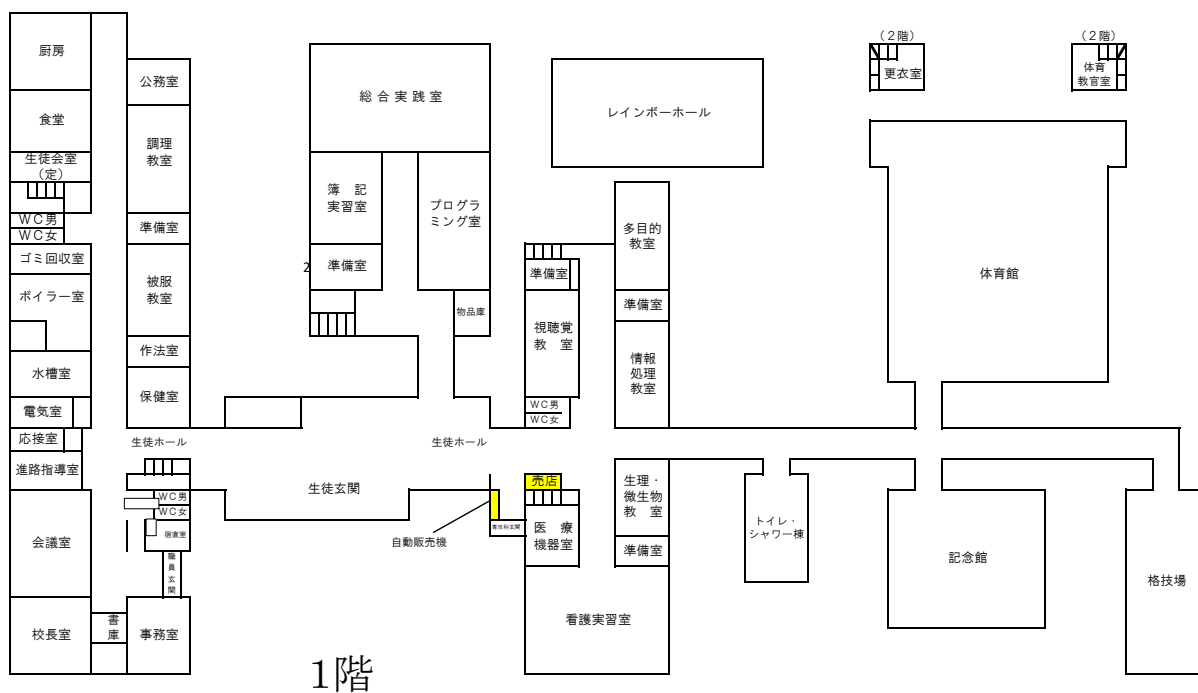 厨房
公務室
食堂
調理
教室
生徒会室
(定)
ＷＣ男
ＷＣ女
準備室
ゴミ回収室
ボイラー室
被服
教室
水槽室
作法室
保健室
電気室
応接室
進路指導室
生徒ホール
ＷＣ男
ＷＣ女
宿直室
会議室
職
員
玄
関
校長室
書
庫
事務室
総合実践室
簿　記
実習室
プログラ
ミング室
2
準備室
物品庫
生徒ホール
生徒玄関
自動販売機
専攻科玄関
売店
医　療
機器室
レインボーホール
多目的
教室
準備室
準備室
視聴覚
教　室
情報
処理
教室
ＷＣ男
ＷＣ女
生理・
微生物
教　室
準備室
看護実習室
(２階)
更衣室
(２階)
体育
教官室
体育館
トイレ・
シャワー棟
記念館
格技場
1階